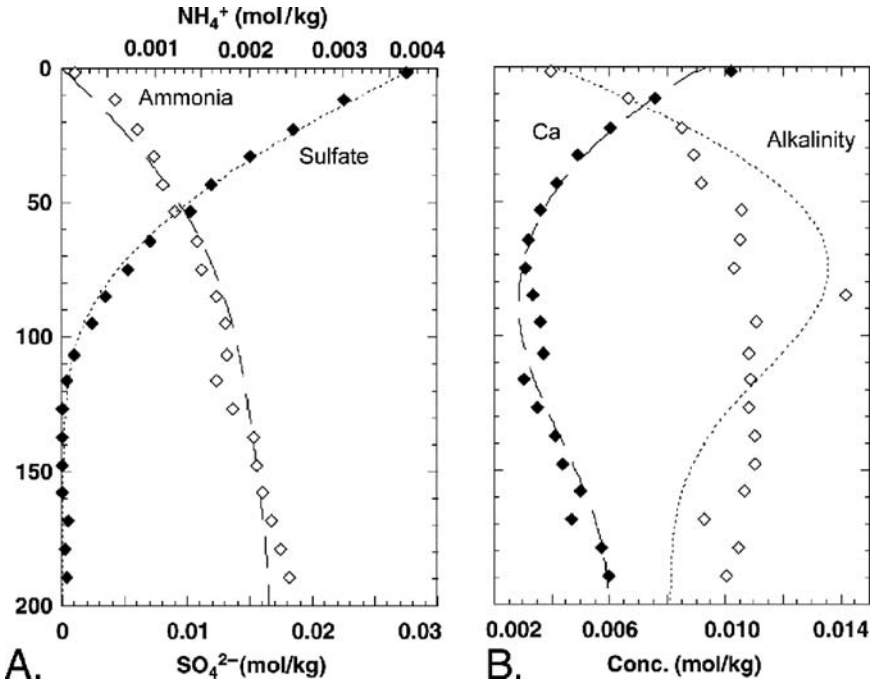 NH₄⁺ (mol/kg)
0.001 0.002 0.003 0.004
0
Ammonia
Sulfate
50
100
150
200
0 0.01 0.02 0.03
A. SO₄²⁻(mol/kg)
Ca
Alkalinity
0.002 0.006 0.010 0.014
B. Conc. (mol/kg)